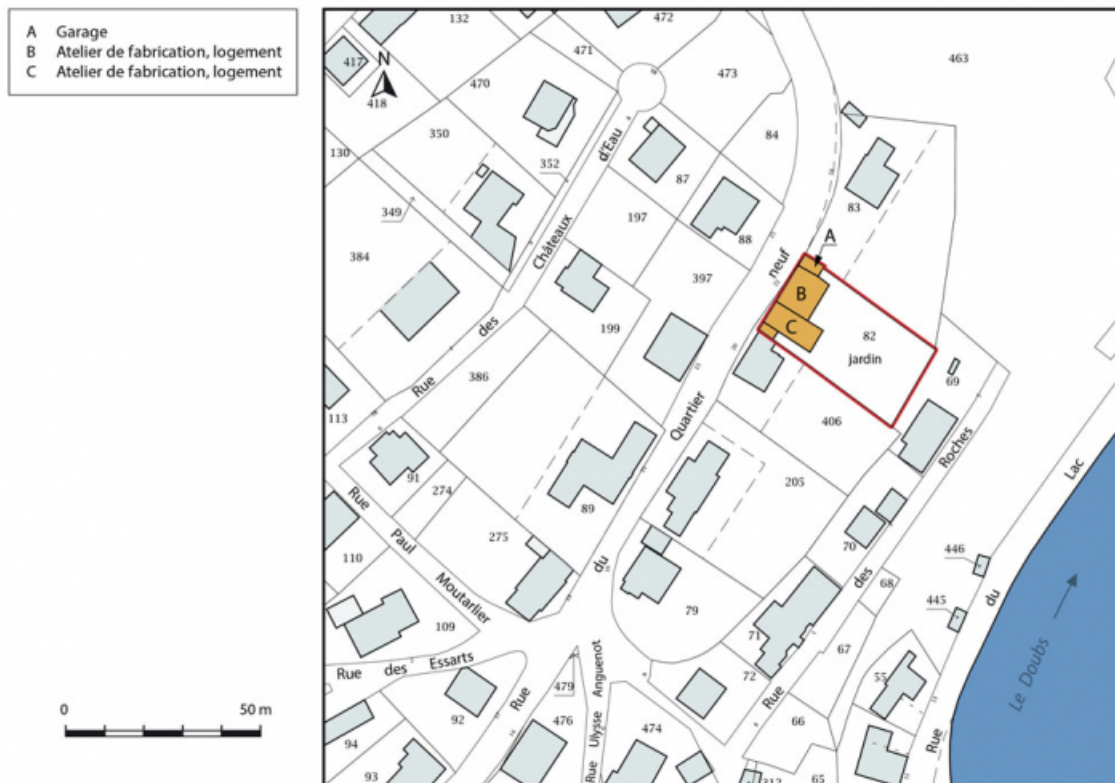 A Garage
B Atelier de fabrication, logement
C Atelier de fabrication, logement
132
472
471
463
417
N
473
470
418
84
350
d'Eau
130
352
87
83
349
197
88
A
384
Châteaux
neuf
397
B
C
199
82
jardin
des
386
69
Rue
Quartier
406
113
Roches
Lac
91
205
274
Rue
89
275
70
Paul
446
110
du
des
68
du
Moutarlier
79
445
109
71
67
Le Doubs
Rue des Essarts
Anguenot
55
72
Rue
479
Rue
0 50 m
92
476
Ulysse
474
66
Rue
94
93
Rue
65